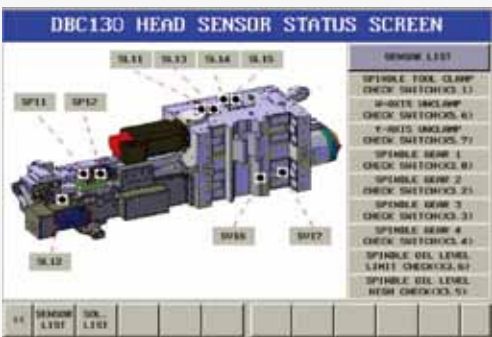 DBC130 HEAD SENSOR STATUS SCREEN
SL11 SL13 SL14 SL15
SENSOR LIST
SPINDLE TOOL CLAMP
CHECK SWITCH(X3.1)
W-AXIS UNCLAMP
CHECK SWITCH(X5.6)
Y-AXIS UNCLAMP
CHECK SWITCH(X5.7)
SP11 SP12
SPINDLE GEAR 1
CHECK SWITCH(X3.0)
SPINDLE GEAR 2
CHECK SWITCH(X3.2)
SPINDLE GEAR 3
CHECK SWITCH(X3.3)
SPINDLE GEAR 4
CHECK SWITCH(X3.4)
SV16 SV17
SL12
SPINDLE OIL LEVEL
LIMIT CHECK(X3.6)
SPINDLE OIL LEVEL
HIGH CHECK(X3.5)
<< SENSOR LIST SOL. LIST